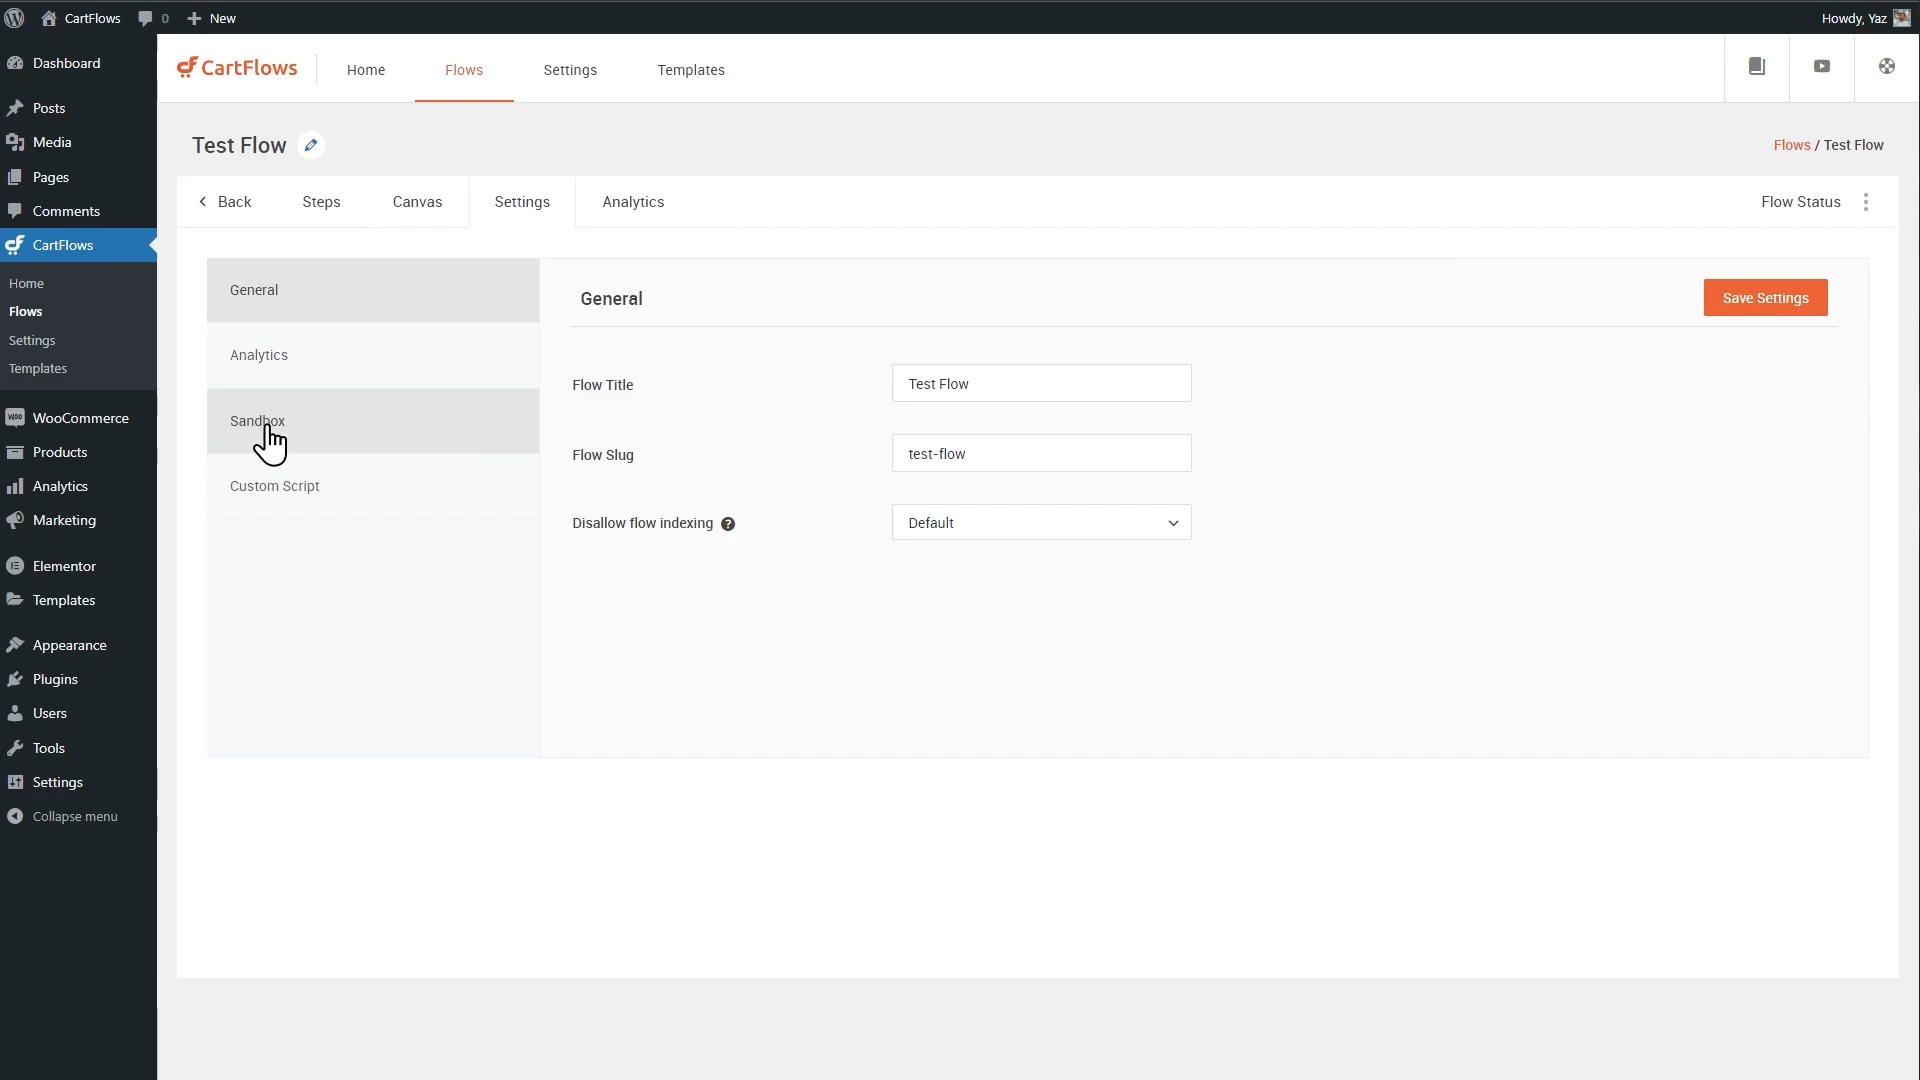 CartFlows
0
New
Howdy, Yaz
Dashboard
Posts
Media
Pages
Comments
CartFlows
Home
Flows
Settings
Templates
WooCommerce
Products
Analytics
Marketing
Elementor
Templates
Appearance
Plugins
Users
Tools
Settings
Collapse menu
CartFlows
Home
Flows
Settings
Templates
Test Flow
Flows / Test Flow
Back
Steps
Canvas
Settings
Analytics
Flow Status
General
Analytics
Sandbox
Custom Script
General
Save Settings
Flow Title
Test Flow
Flow Slug
test-flow
Disallow flow indexing ?
Default